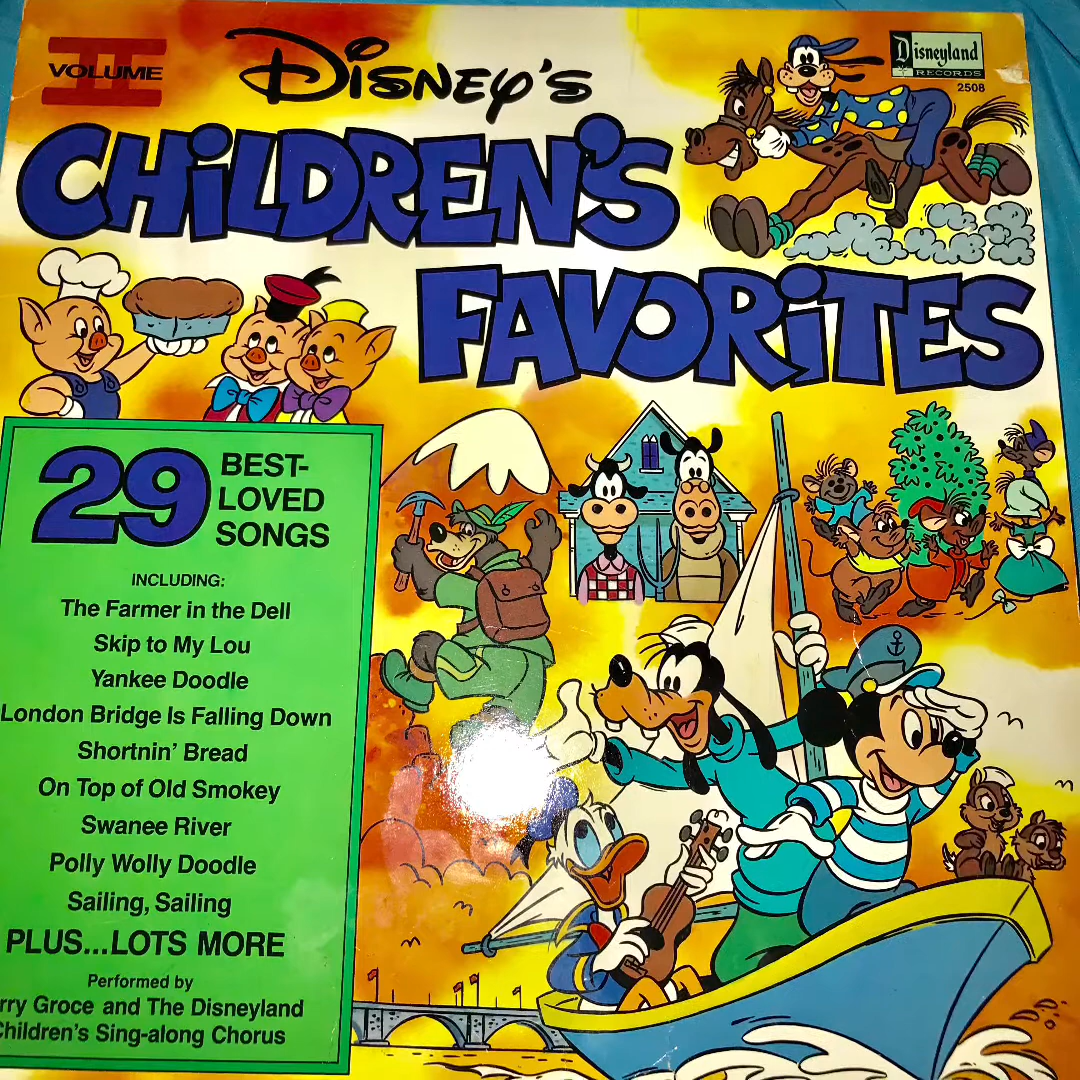 VOLUME II
DISNEY'S
CHiLDREN'S
FAVORiTES
Disneyland
RECORDS
2508
29 BEST-
LOVED
SONGS
INCLUDING:
The Farmer in the Dell
Skip to My Lou
Yankee Doodle
London Bridge Is Falling Down
Shortnin' Bread
On Top of Old Smokey
Swanee River
Polly Wolly Doodle
Sailing, Sailing
PLUS...LOTS MORE
Performed by
rry Groce and The Disneyland
Children's Sing-along Chorus